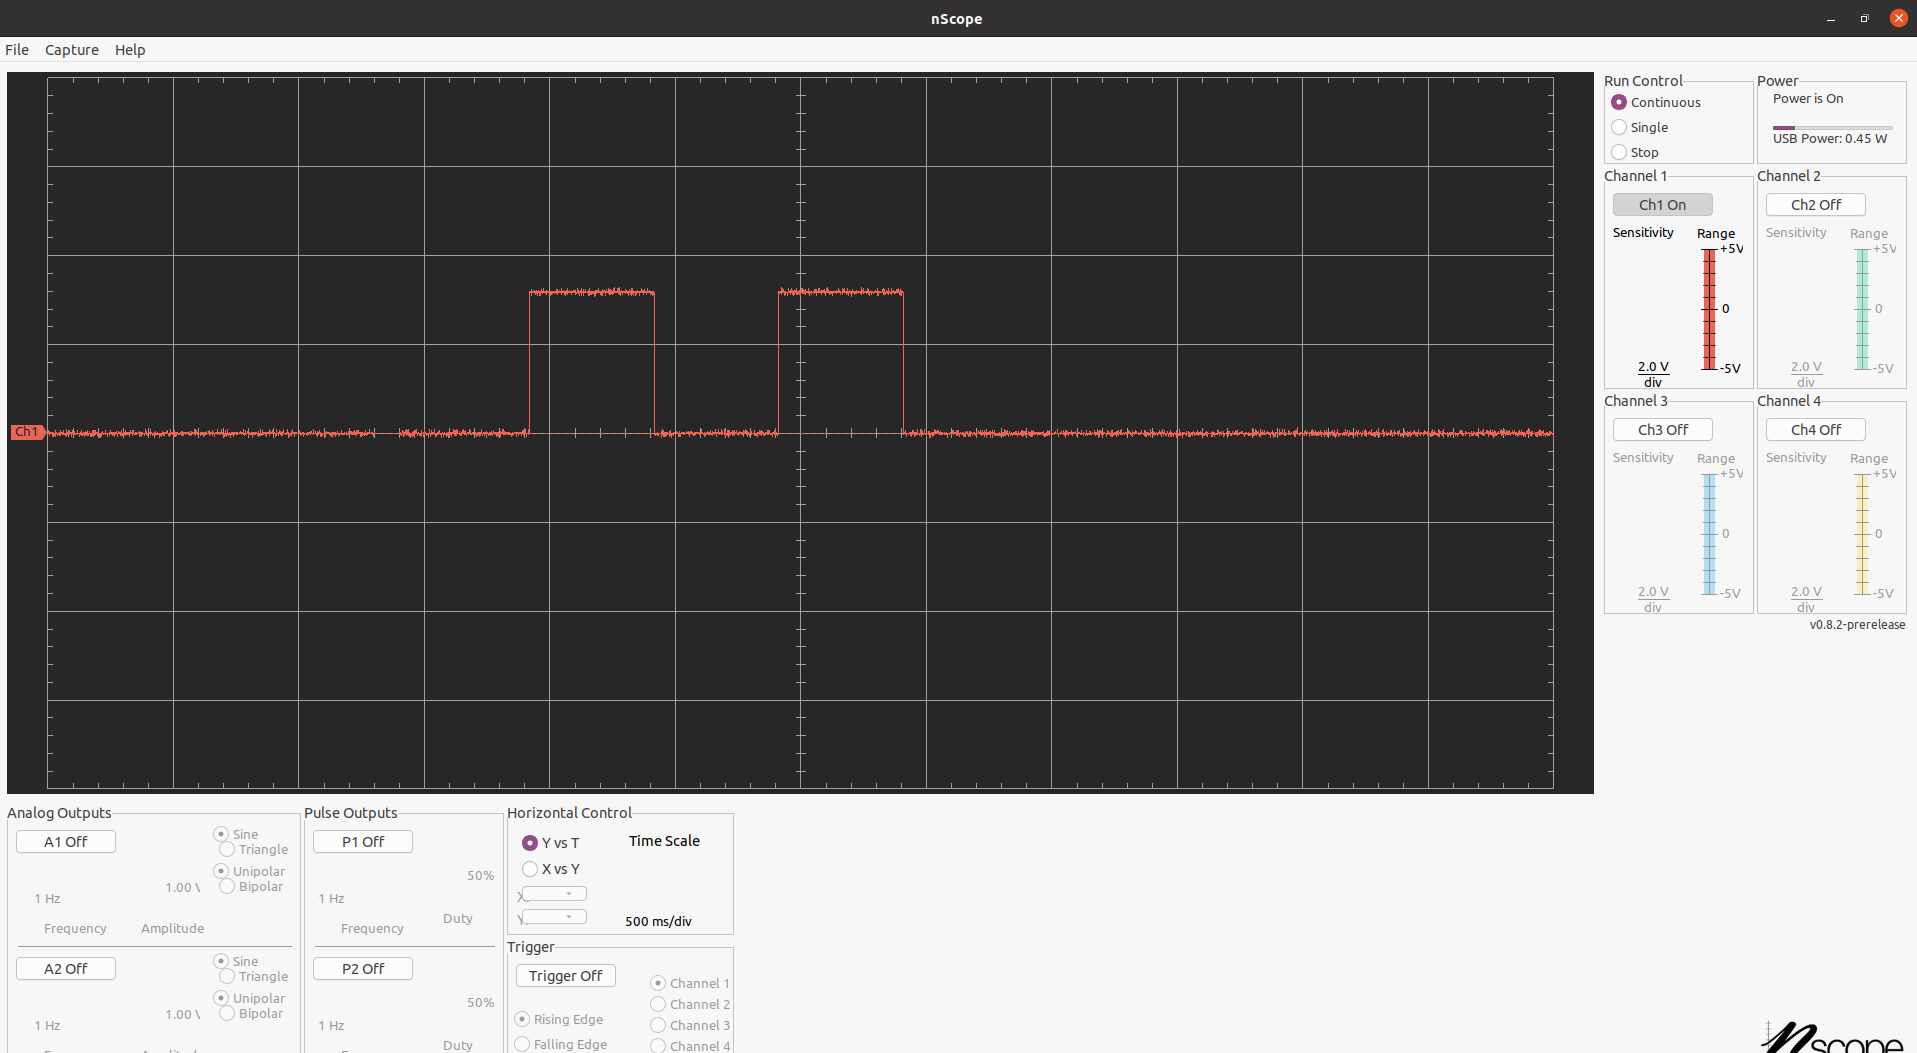 nScope
File Capture Help
Run Control
Continuous
Single
Stop
Power
Power is On
USB Power: 0.45 W
Channel 1
Ch1 On
Sensitivity Range
+5V
0
2.0 V
div
-5V
Channel 2
Ch2 Off
Sensitivity Range
+5V
0
2.0 V
div
-5V
Ch1
Channel 3
Ch3 Off
Sensitivity Range
+5V
0
2.0 V
div
-5V
Channel 4
Ch4 Off
Sensitivity Range
+5V
0
2.0 V
div
-5V
v0.8.2-prerelease
Analog Outputs
A1 Off
Sine
Triangle
Unipolar
Bipolar
1.00
1 Hz
Frequency Amplitude
A2 Off
Sine
Triangle
Unipolar
Bipolar
1.00
1 Hz
Pulse Outputs
P1 Off
50%
1 Hz
Duty
Frequency
P2 Off
50%
1 Hz
Duty
Horizontal Control
Y vs T
X vs Y
Time Scale
500 ms/div
Trigger
Trigger Off
Rising Edge
Falling Edge
Channel 1
Channel 2
Channel 3
Channel 4
nscope